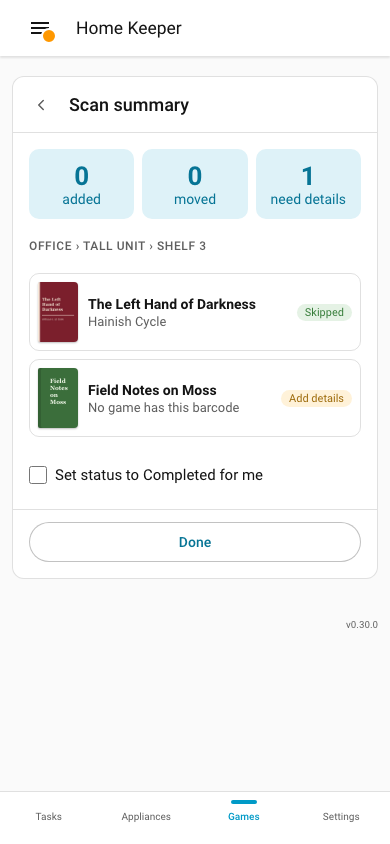 Home Keeper
Scan summary
0
added
0
moved
1
need details
OFFICE › TALL UNIT › SHELF 3
The Left
Hand of
Darkness
The Left Hand of Darkness
Hainish Cycle
Skipped
Field
Notes
on
Moss
Field Notes on Moss
No game has this barcode
Add details
Set status to Completed for me
Done
v0.30.0
Tasks
Appliances
Games
Settings